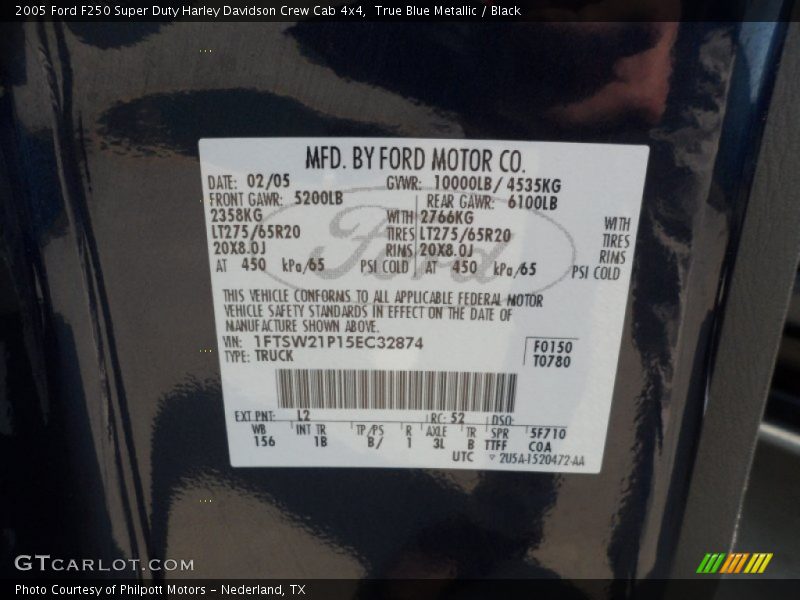 2005 Ford F250 Super Duty Harley Davidson Crew Cab 4x4,  True Blue Metallic / Black
MFD. BY FORD MOTOR CO.
DATE: 02/05 GVWR: 10000LB/ 4535KG
FRONT GAWR: 5200LB REAR GAWR: 6100LB
2358KG WITH 2766KG WITH
LT275/65R20 TIRES LT275/65R20 TIRES
20X8.0J RIMS 20X8.0J RIMS
AT 450 kPa/65 PSI COLD AT 450 kPa/65 PSI COLD
Ford
THIS VEHICLE CONFORMS TO ALL APPLICABLE FEDERAL MOTOR
VEHICLE SAFETY STANDARDS IN EFFECT ON THE DATE OF
MANUFACTURE SHOWN ABOVE.
VIN: 1FTSW21P15EC32874 F0150
TYPE: TRUCK T0780
EXT PNT: L2 RC: 52 DSO:
WB INT TR TP/PS R AXLE TR SPR 5F710
156 1B B/ 1 3L B TTFF COA
UTC ▽ 2U5A-1520472-AA
GTCARLOT.COM
Photo Courtesy of Philpott Motors - Nederland, TX